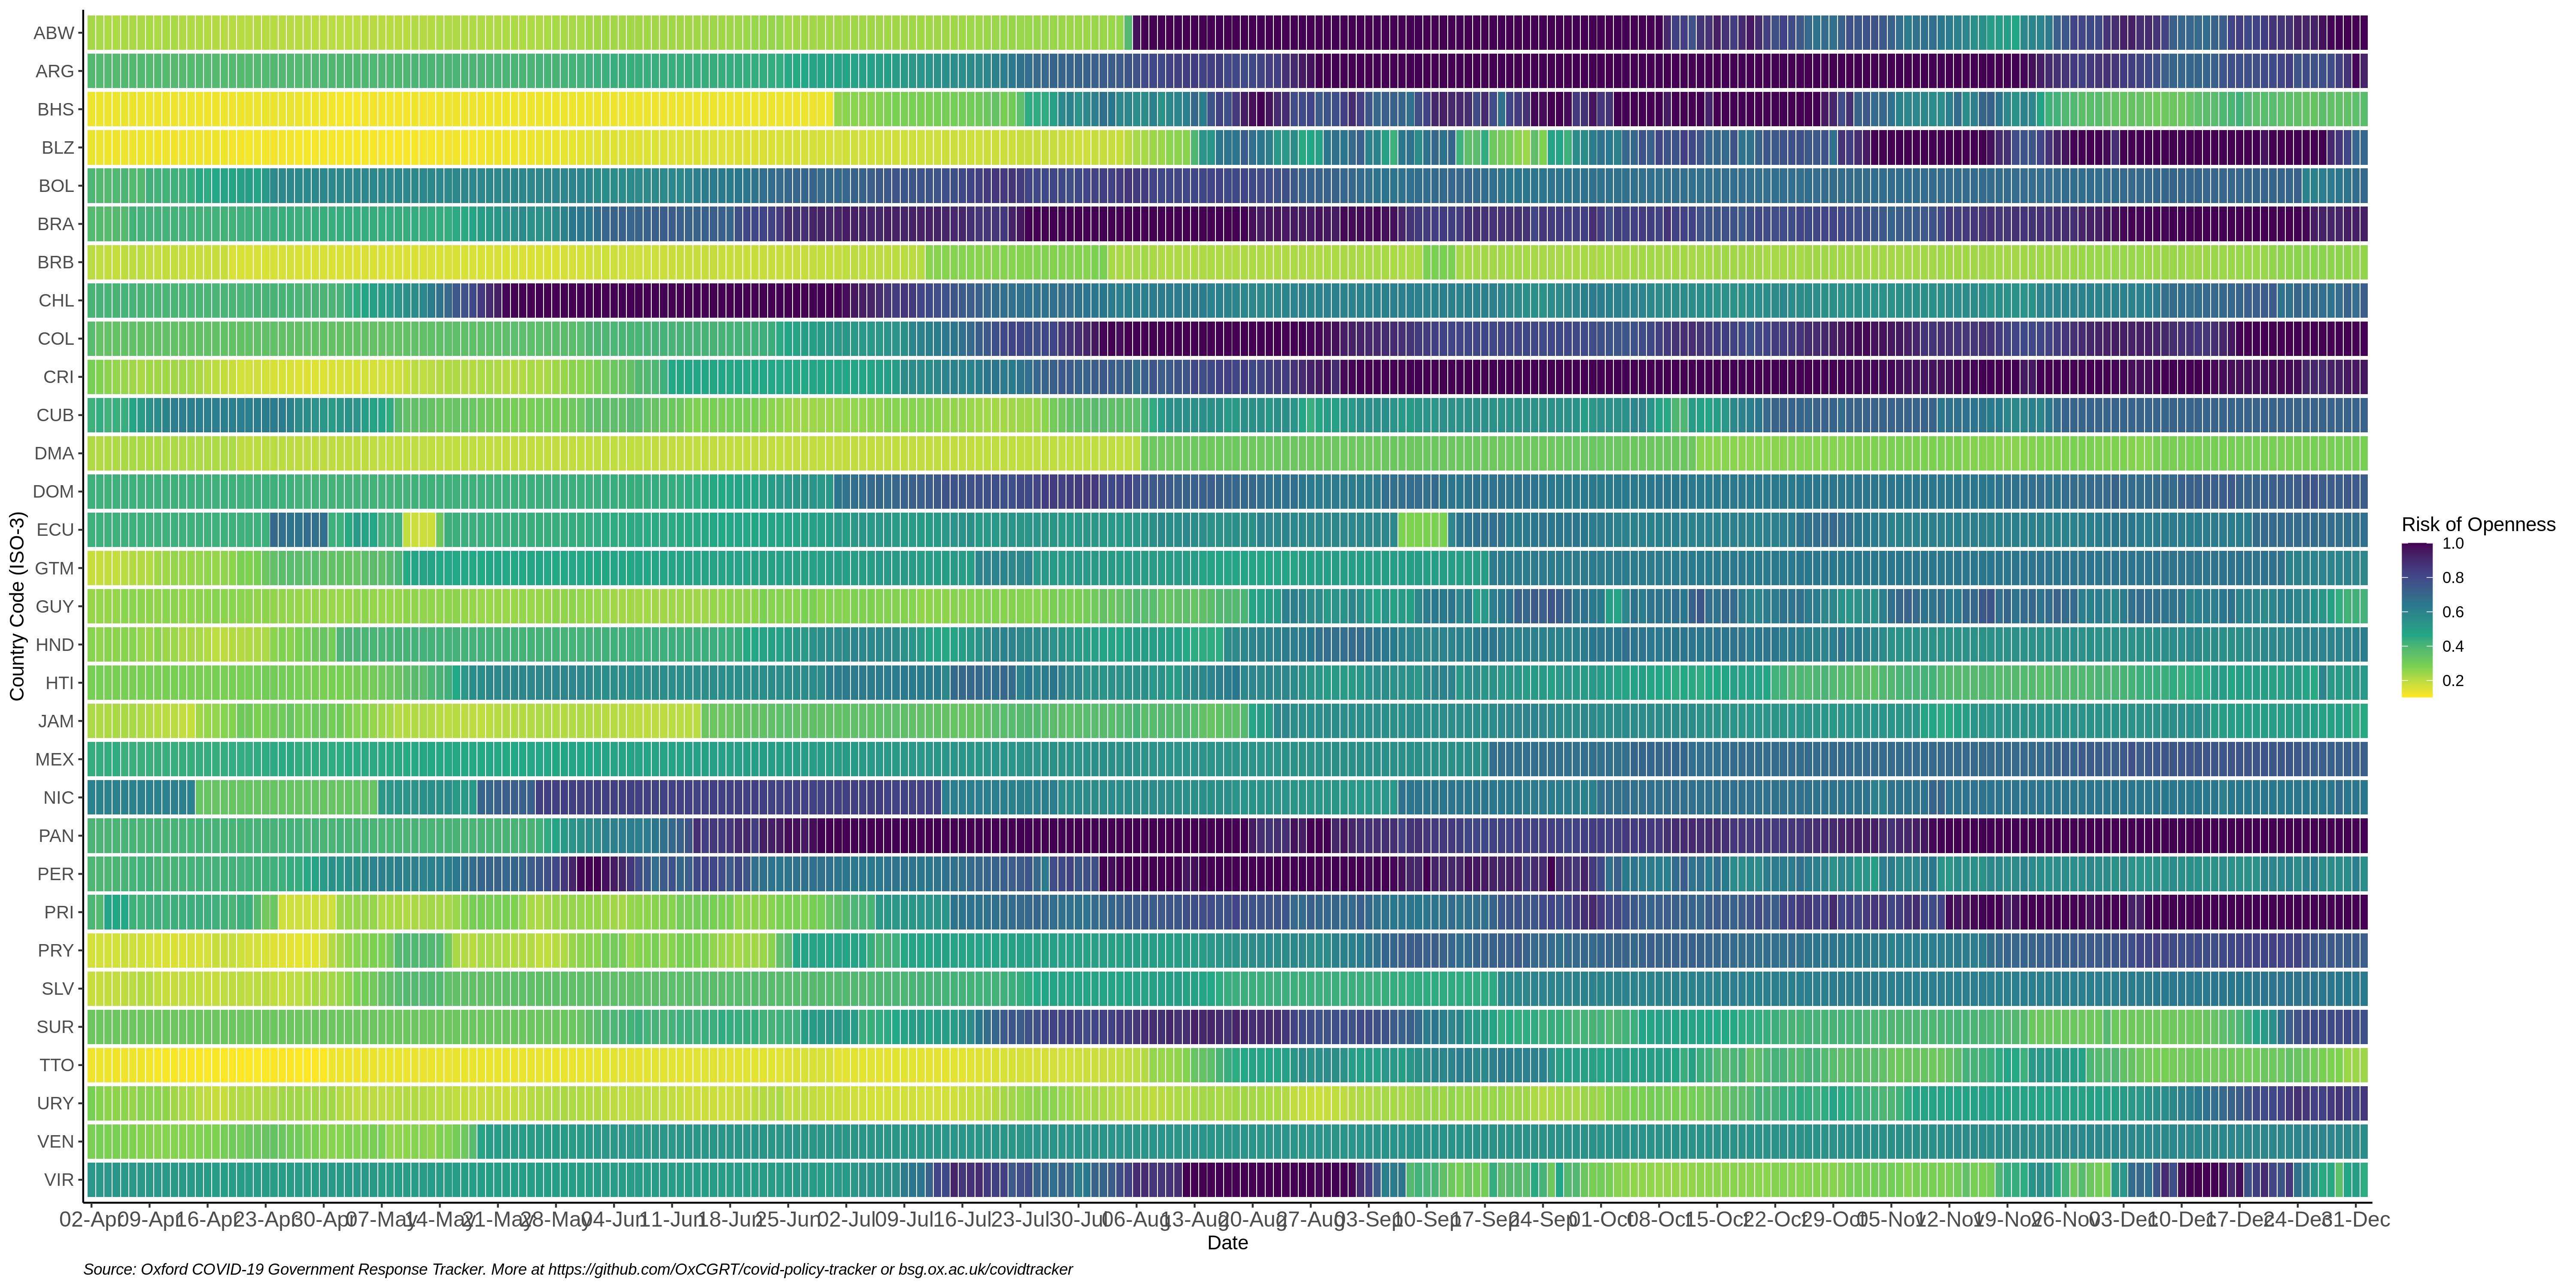 ABW
ARG
BHS
BLZ
BOL
BRA
BRB
CHL
COL
CRI
CUB
DMA
DOM
ECU
GTM
GUY
HND
HTI
JAM
MEX
NIC
PAN
PER
PRI
PRY
SLV
SUR
TTO
URY
VEN
VIR
Country Code (ISO-3)
02-Apr 09-Apr 16-Apr 23-Apr 30-Apr 07-May 14-May 21-May 28-May 04-Jun 11-Jun 18-Jun 25-Jun 02-Jul 09-Jul 16-Jul 23-Jul 30-Jul 06-Aug 13-Aug 20-Aug 27-Aug 03-Sep 10-Sep 17-Sep 24-Sep 01-Oct 08-Oct 15-Oct 22-Oct 29-Oct 05-Nov 12-Nov 19-Nov 26-Nov 03-Dec 10-Dec 17-Dec 24-Dec 31-Dec
Date
Risk of Openness
1.0
0.8
0.6
0.4
0.2
Source: Oxford COVID-19 Government Response Tracker. More at https://github.com/OxCGRT/covid-policy-tracker or bsg.ox.ac.uk/covidtracker